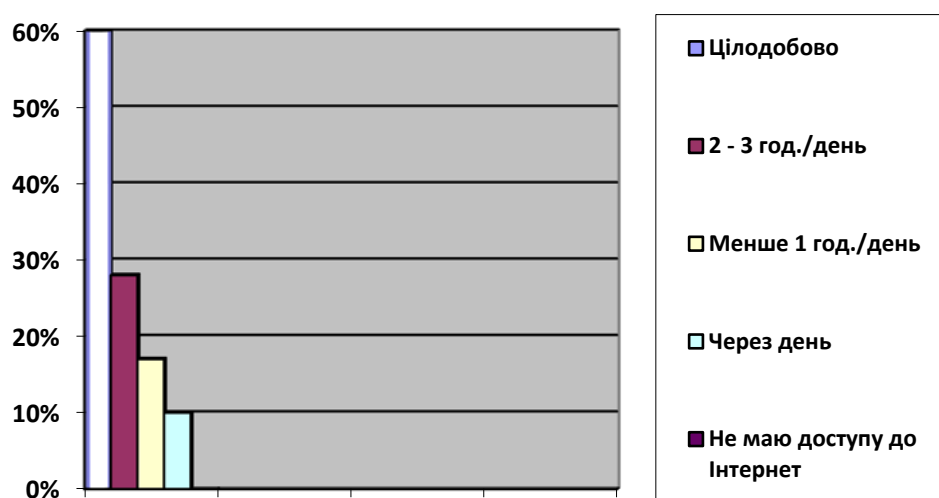 60%
50%
40%
30%
20%
10%
0%
Цілодобово
2 - 3 год./день
Менше 1 год./день
Через день
Не маю доступу до
Інтернет